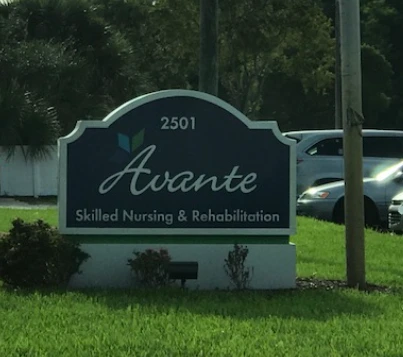 2501
Avante
Skilled Nursing & Rehabilitation